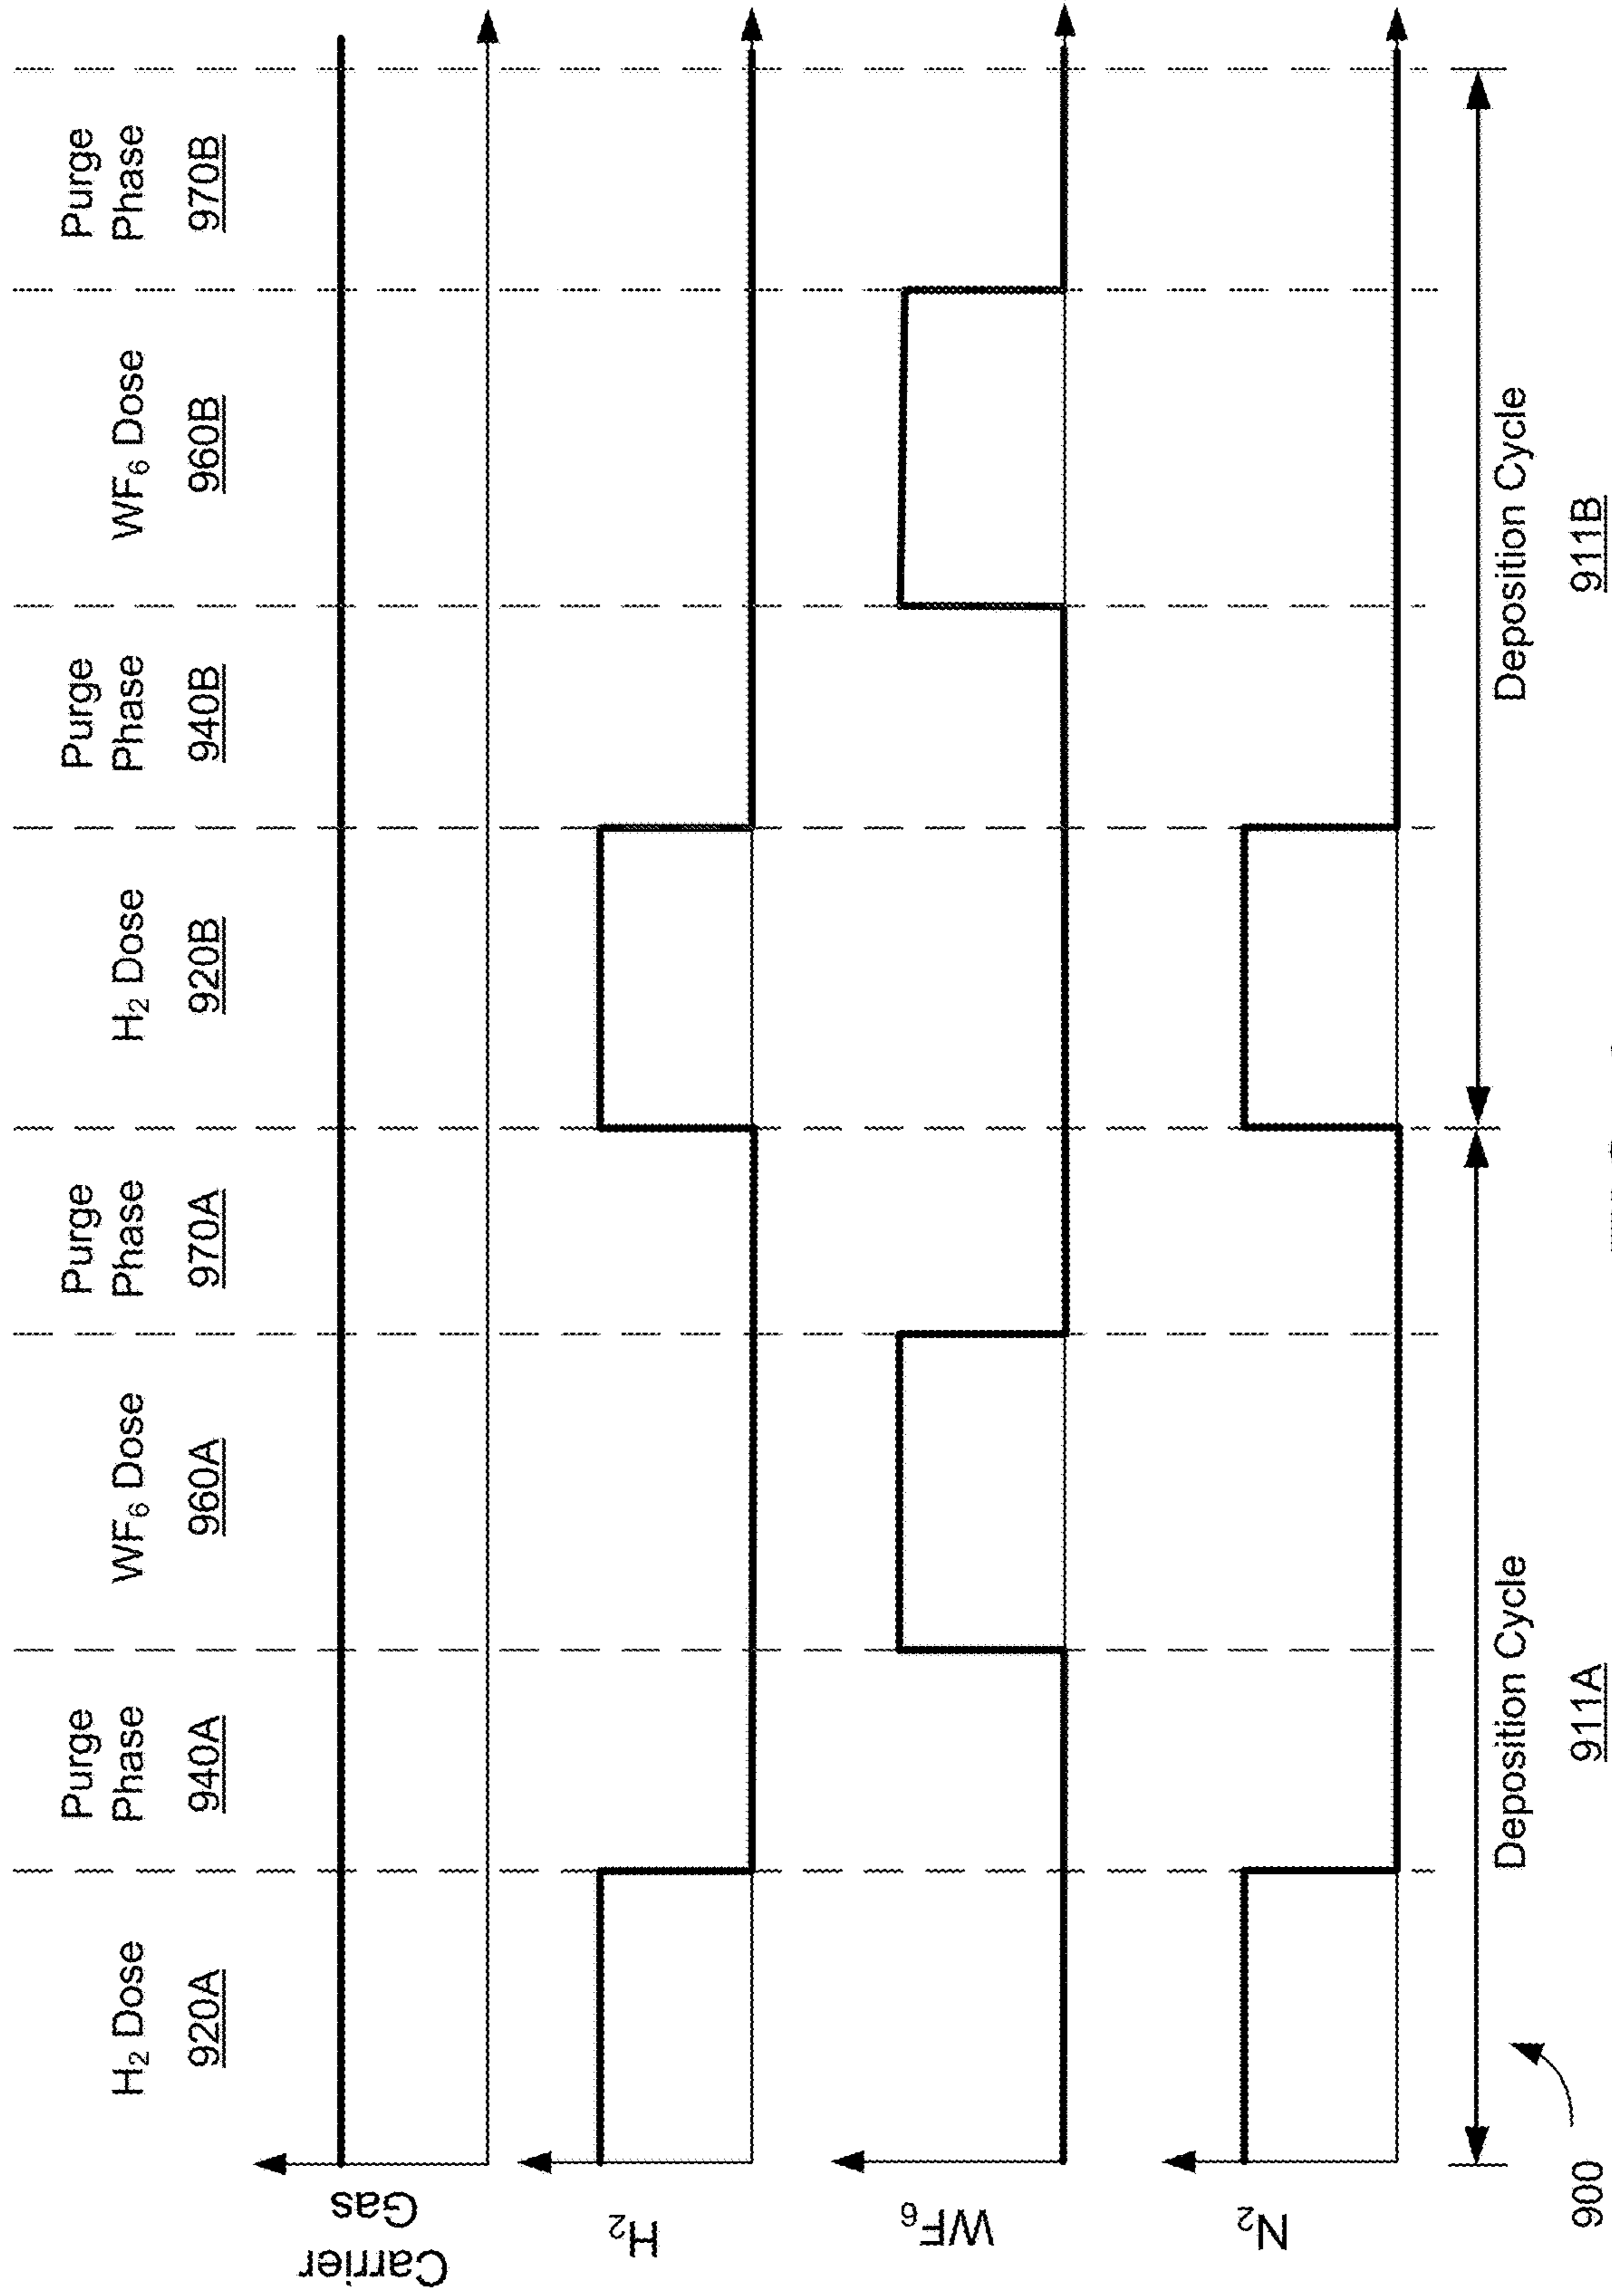 H2 Dose
920A
Purge
Phase
940A
WF6 Dose
960A
Purge
Phase
970A
H2 Dose
920B
Purge
Phase
940B
WF6 Dose
960B
Purge
Phase
970B
Carrier
Gas
H2
WF6
N2
Deposition Cycle
911A
Deposition Cycle
911B
900